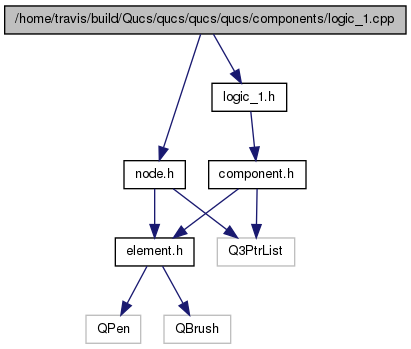 /home/travis/build/Qucs/qucs/qucs/qucs/components/logic_1.cpp
logic_1.h
node.h
component.h
element.h
Q3PtrList
QPen
QBrush